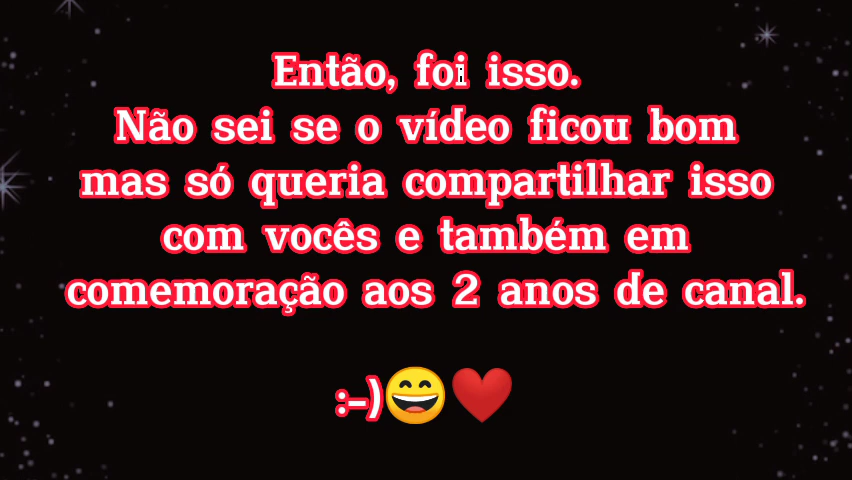 Então, foi isso.
Não sei se o vídeo ficou bom
mas só queria compartilhar isso
com vocês e também em
comemoração aos 2 anos de canal.
:-)😄❤️